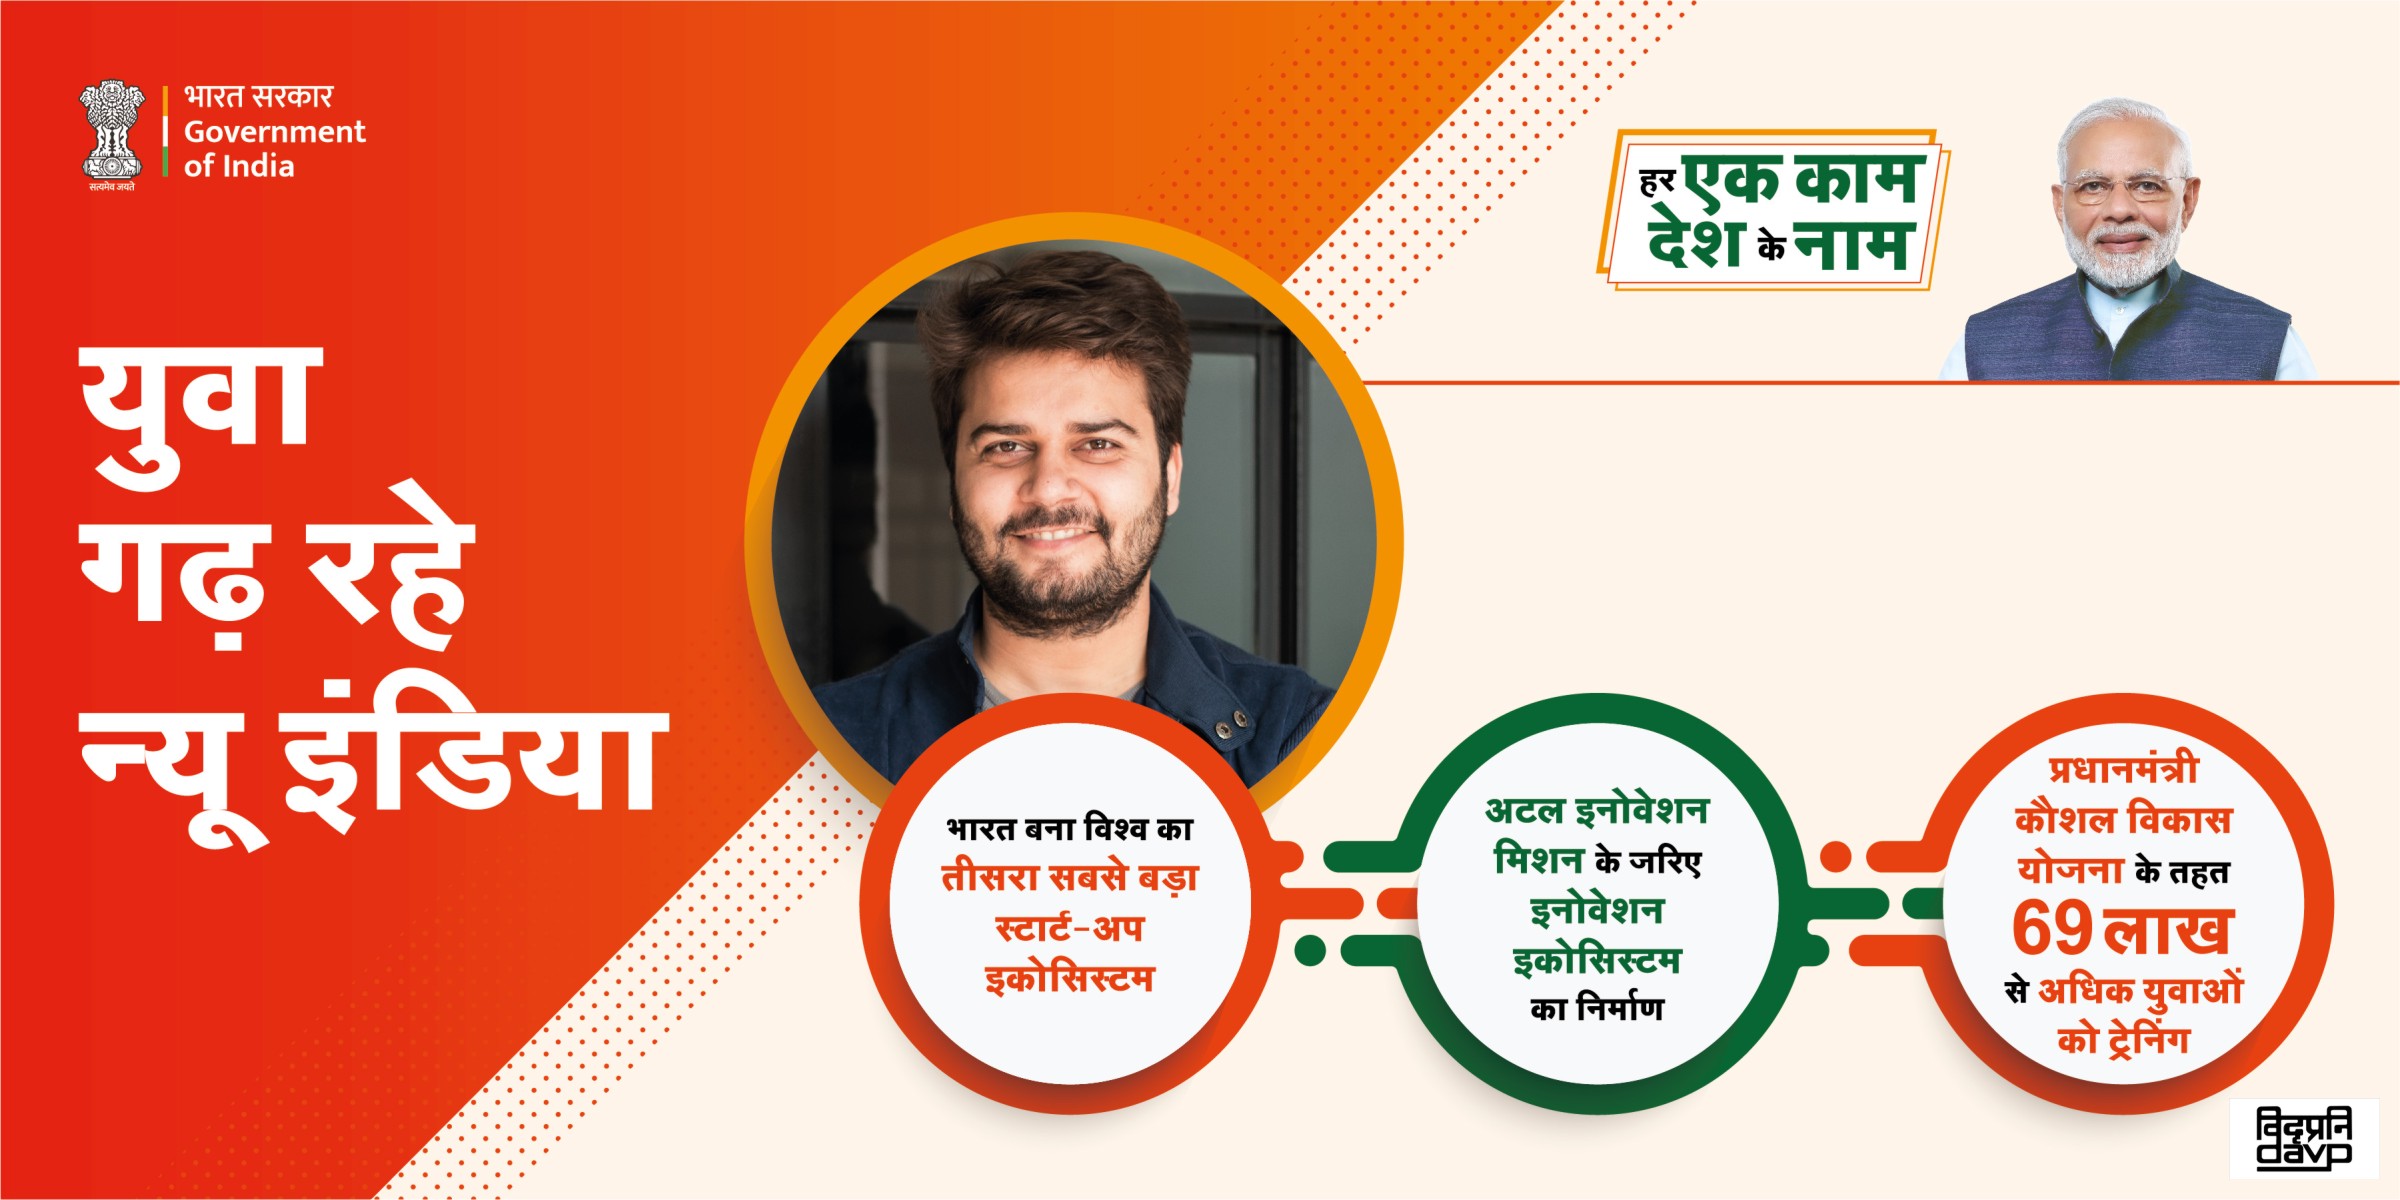 भारत सरकार
Government
of India
सत्यमेव जयते
युवा
गढ़ रहे
न्यू इंडिया
हर एक काम
देश के नाम
भारत बना विश्व का
तीसरा सबसे बड़ा
स्टार्ट-अप
इकोसिस्टम
अटल इनोवेशन
मिशन के जरिए
इनोवेशन
इकोसिस्टम
का निर्माण
प्रधानमंत्री
कौशल विकास
योजना के तहत
69 लाख
से अधिक युवाओं
को ट्रेनिंग
विदृप्रनि
davp